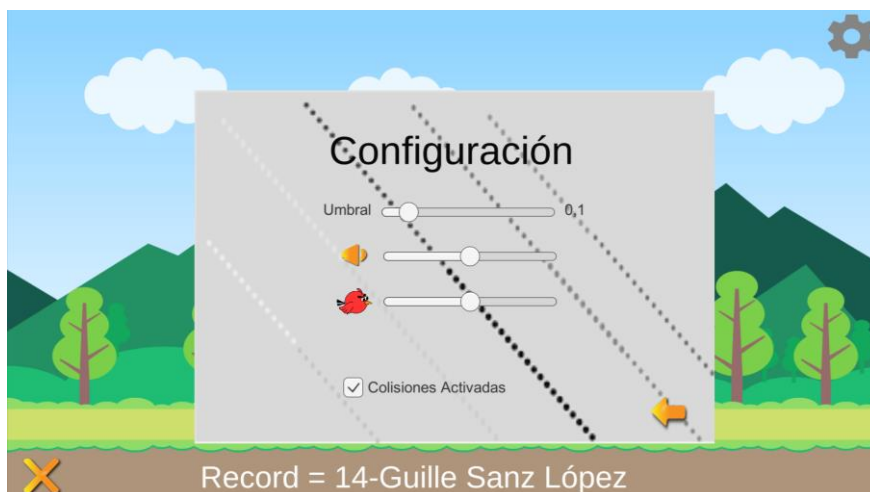 Configuración
Umbral 0,1
Colisiones Activadas
Record = 14-Guille Sanz López